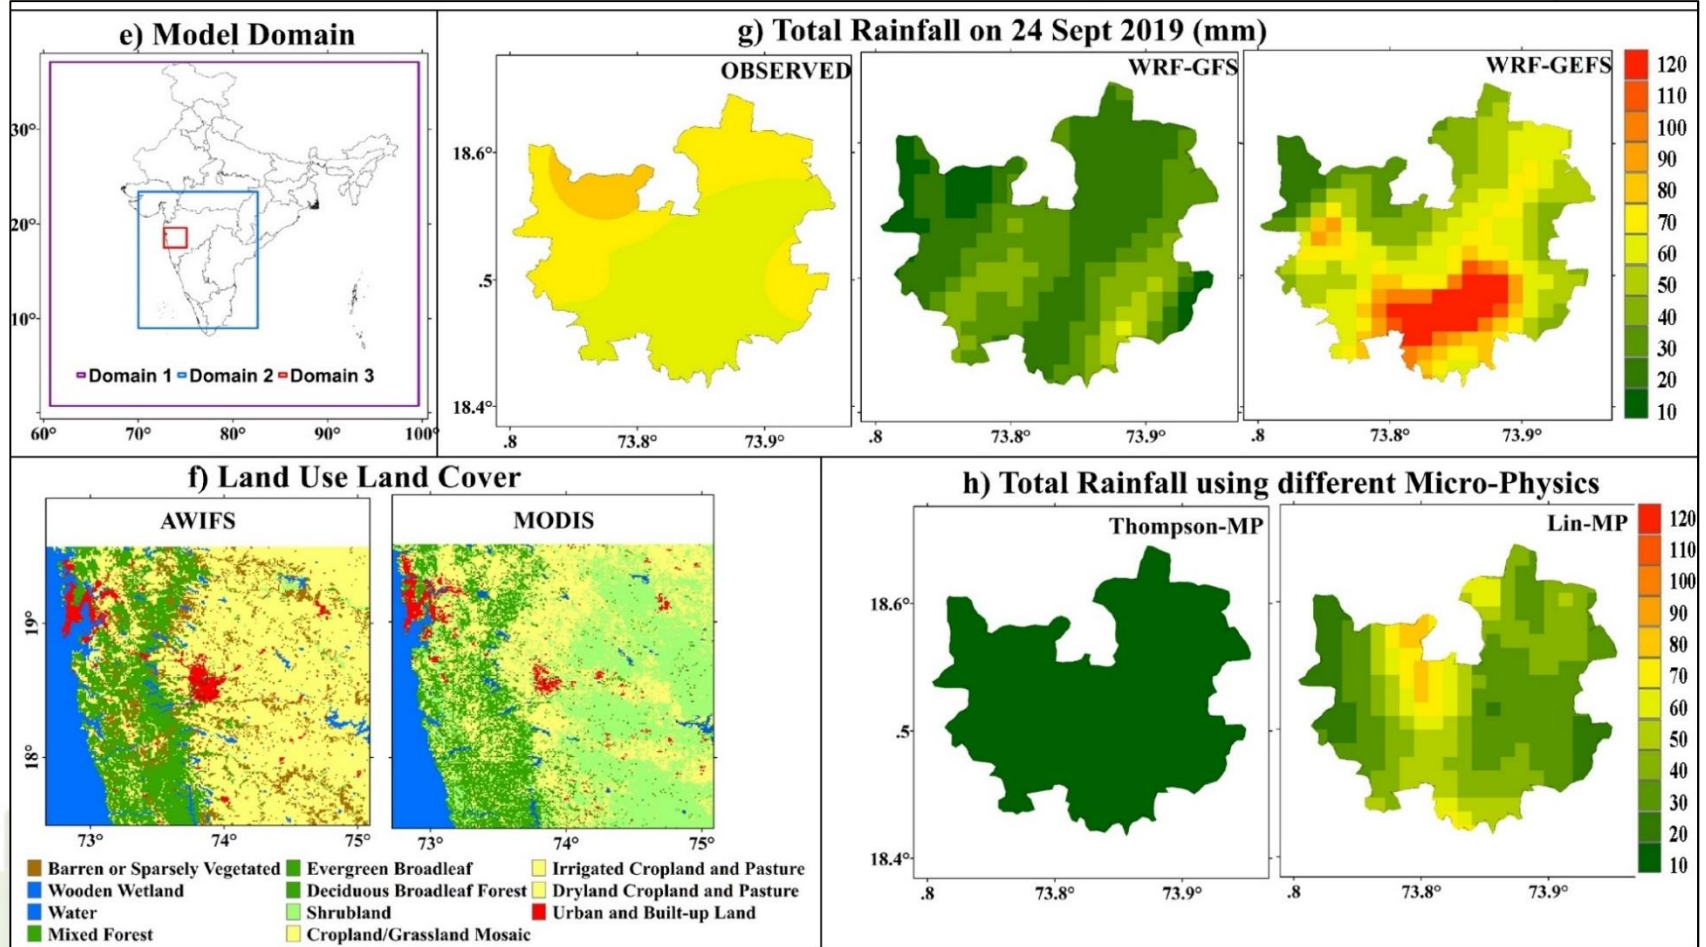 e) Model Domain
30°
20°
10°
Domain 1 Domain 2 Domain 3
60° 70° 80° 90° 100°
g) Total Rainfall on 24 Sept 2019 (mm)
OBSERVED
WRF-GFS
WRF-GEFS
18.6°
.5
18.4°
.8 73.8° 73.9°
.8 73.8° 73.9°
.8 73.8° 73.9°
120
110
100
90
80
70
60
50
40
30
20
10
f) Land Use Land Cover
AWIFS
MODIS
19°
18°
73° 74° 75°
73° 74° 75°
Barren or Sparsely Vegetated
Wooden Wetland
Water
Mixed Forest
Evergreen Broadleaf
Deciduous Broadleaf Forest
Shrubland
Cropland/Grassland Mosaic
Irrigated Cropland and Pasture
Dryland Cropland and Pasture
Urban and Built-up Land
h) Total Rainfall using different Micro-Physics
Thompson-MP
Lin-MP
18.6°
.5
18.4°
.8 73.8° 73.9°
.8 73.8° 73.9°
120
110
100
90
80
70
60
50
40
30
20
10